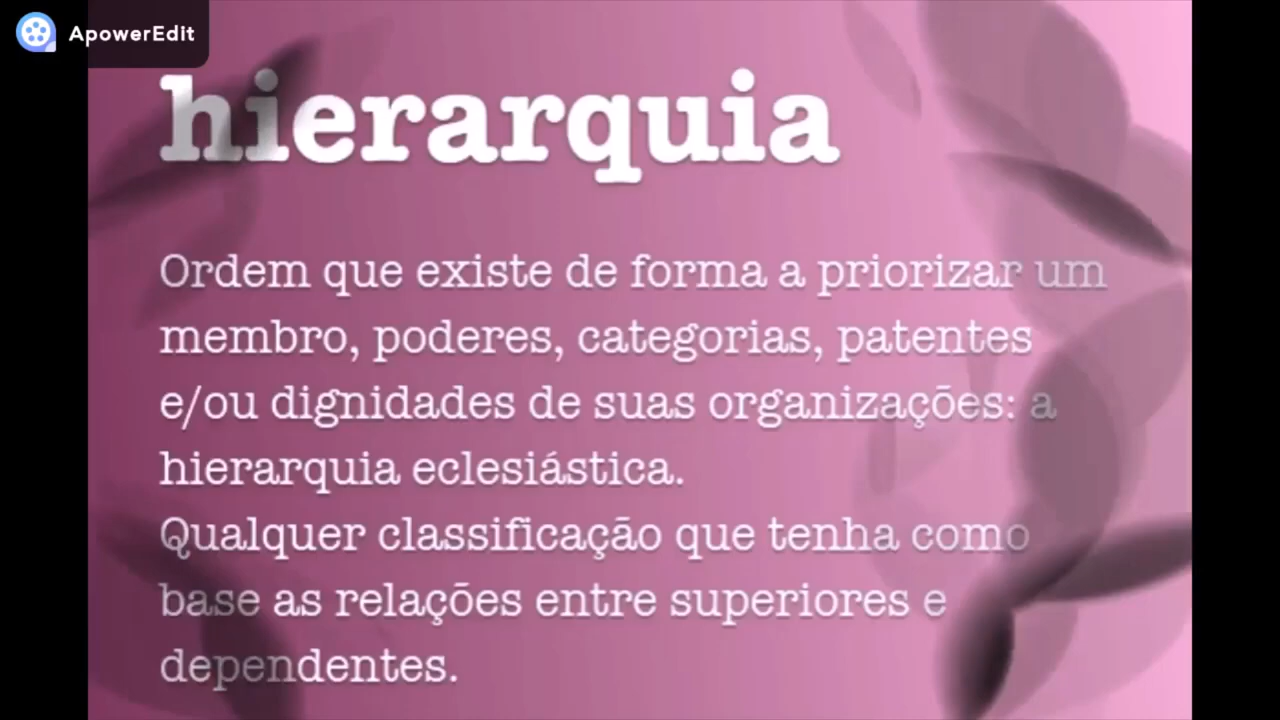 ApowerEdit
hierarquia
Ordem que existe de forma a priorizar um
membro, poderes, categorias, patentes
e/ou dignidades de suas organizações: a
hierarquia eclesiástica.
Qualquer classificação que tenha como
base as relações entre superiores e
dependentes.